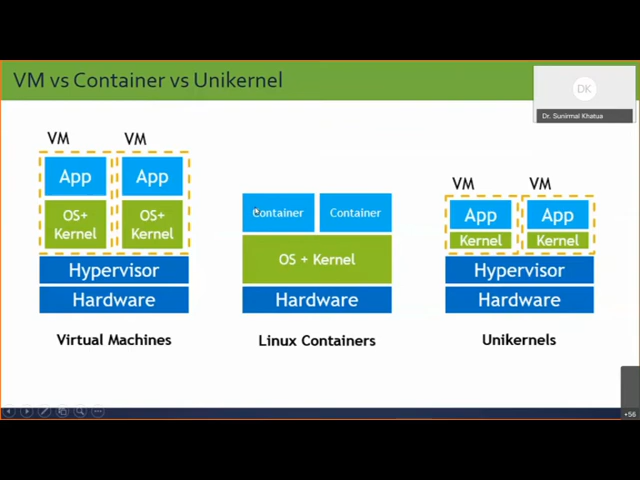 VM vs Container vs Unikernel
DK
Dr. Sunirmal Khatua
VM VM
App App
OS+ Kernel OS+ Kernel
Hypervisor
Hardware
Virtual Machines
Container Container
OS + Kernel
Hardware
Linux Containers
VM VM
App App
Kernel Kernel
Hypervisor
Hardware
Unikernels
+56